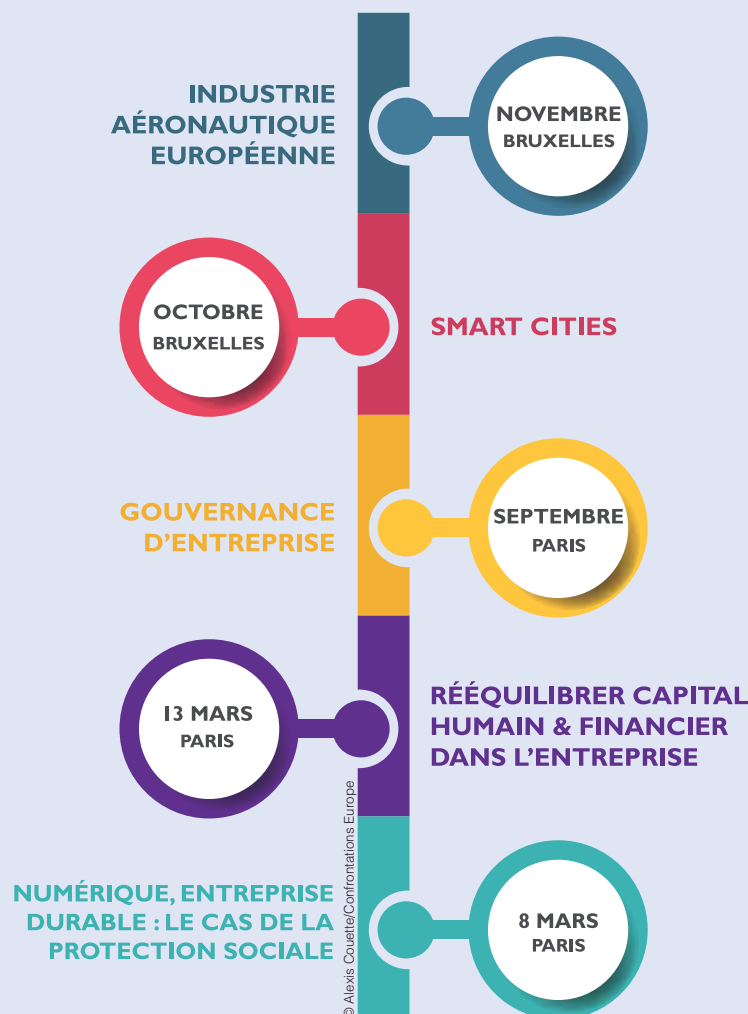 INDUSTRIE
AÉRONAUTIQUE
EUROPÉENNE
NOVEMBRE
BRUXELLES
OCTOBRE
BRUXELLES
SMART CITIES
GOUVERNANCE
D’ENTREPRISE
SEPTEMBRE
PARIS
13 MARS
PARIS
RÉÉQUILIBRER CAPITAL
HUMAIN & FINANCIER
DANS L’ENTREPRISE
NUMÉRIQUE, ENTREPRISE
DURABLE : LE CAS DE LA
PROTECTION SOCIALE
8 MARS
PARIS
© Alexis Couette/Confrontations Europe